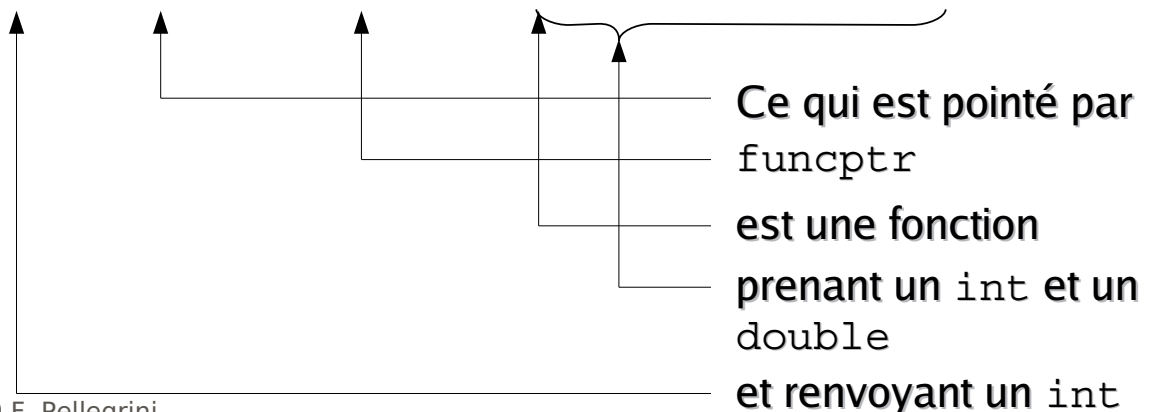 Ce qui est pointé par
funcptr
est une fonction
prenant un int et un
double
et renvoyant un int
F. Pellegrini